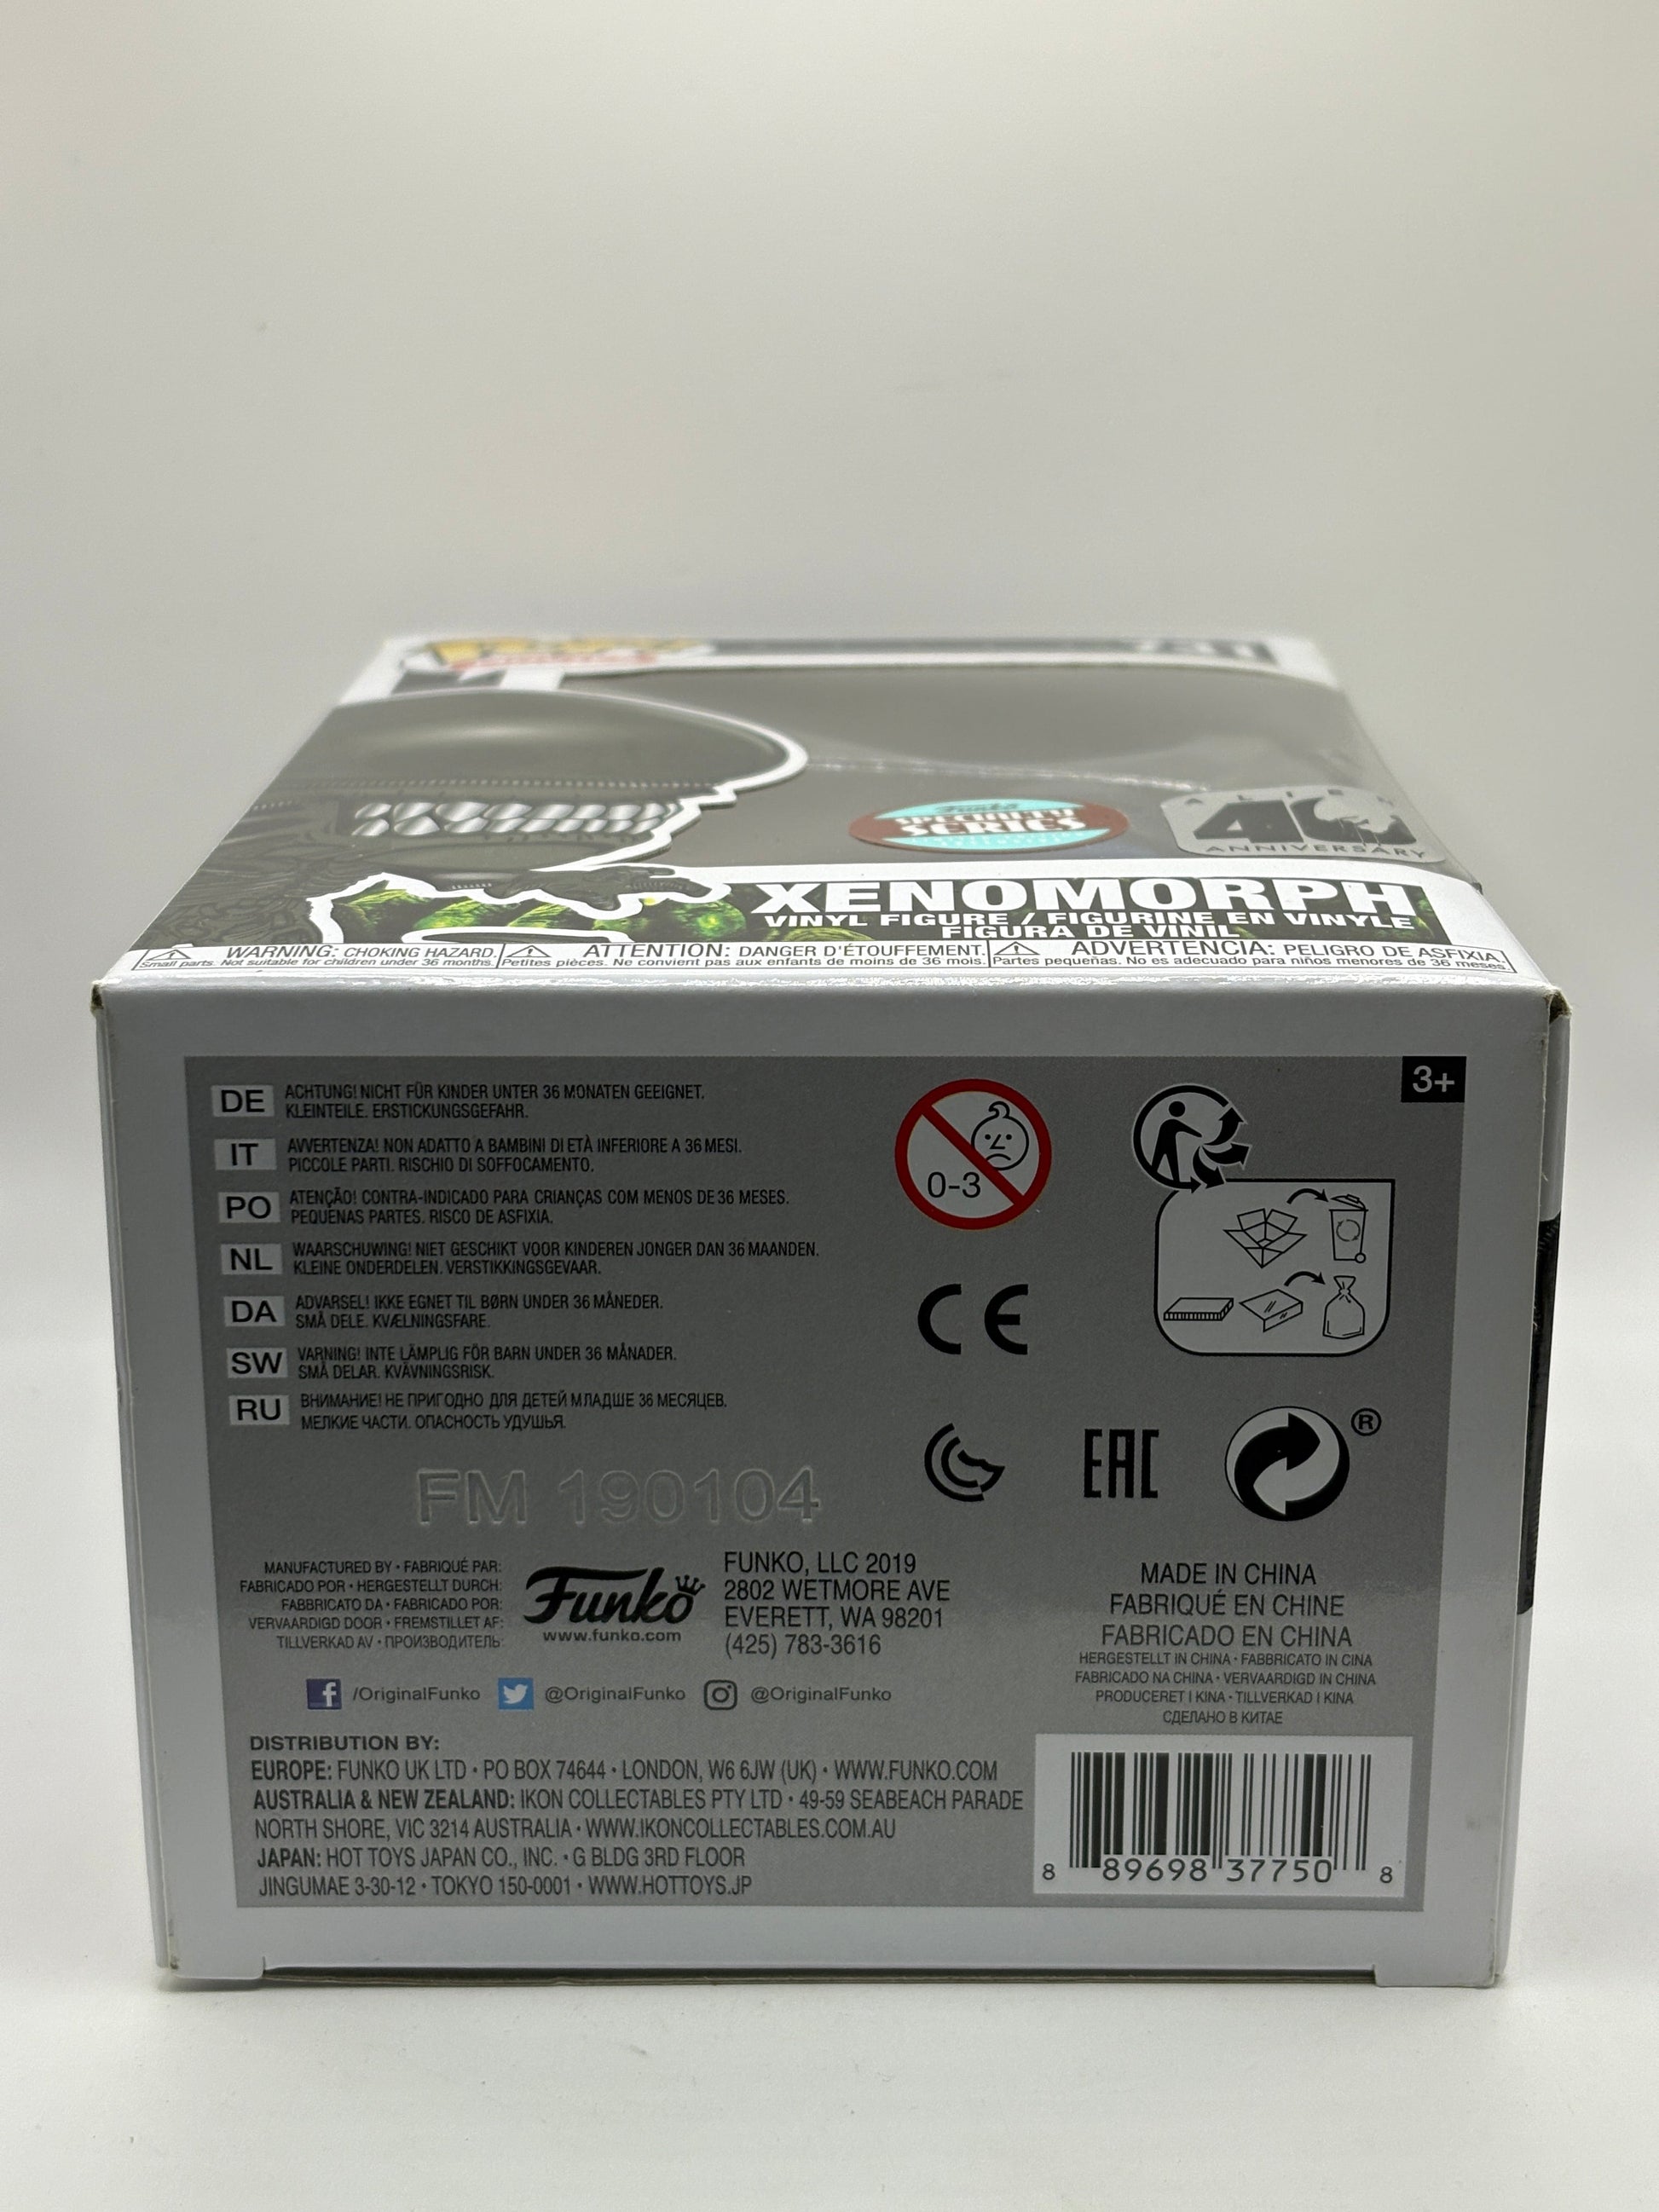 Funko
SPECIALTY
SERIES
ALIEN
40
ANNIVERSARY
XENOMORPH
VINYL FIGURE / FIGURINE EN VINYLE
FIGURA DE VINIL
WARNING: CHOKING HAZARD.
Small parts. Not suitable for children under 36 months.
ATTENTION: DANGER D'ÉTOUFFEMENT.
Petites pièces. Ne convient pas aux enfants de moins de 36 mois.
ADVERTENCIA: PELIGRO DE ASFIXIA.
Partes pequeñas. No es adecuado para niños menores de 36 meses.
3+
DE ACHTUNG! NICHT FÜR KINDER UNTER 36 MONATEN GEEIGNET.
KLEINTEILE. ERSTICKUNGSGEFAHR.
IT AVVERTENZA! NON ADATTO A BAMBINI DI ETÀ INFERIORE A 36 MESI.
PICCOLE PARTI. RISCHIO DI SOFFOCAMENTO.
PO ATENÇÃO! CONTRA-INDICADO PARA CRIANÇAS COM MENOS DE 36 MESES.
PEQUENAS PARTES. RISCO DE ASFIXIA.
NL WAARSCHUWING! NIET GESCHIKT VOOR KINDEREN JONGER DAN 36 MAANDEN.
KLEINE ONDERDELEN. VERSTIKKINGSGEVAAR.
DA ADVARSEL! IKKE EGNET TIL BØRN UNDER 36 MÅNEDER.
SMÅ DELE. KVÆLNINGSFARE.
SW VARNING! INTE LÄMPLIG FÖR BARN UNDER 36 MÅNADER.
SMÅ DELAR. KVÄVNINGSRISK.
RU ВНИМАНИЕ! НЕ ПРИГОДНО ДЛЯ ДЕТЕЙ МЛАДШЕ 36 МЕСЯЦЕВ.
МЕЛКИЕ ЧАСТИ. ОПАСНОСТЬ УДУШЬЯ.
0-3
CE
EAC
®
FM 190104
MANUFACTURED BY • FABRIQUÉ PAR:
FABRICADO POR • HERGESTELLT DURCH:
FABBRICATO DA • FABRICADO POR:
VERVAARDIGD DOOR • FREMSTILLET AF:
TILLVERKAD AV • ПРОИЗВОДИТЕЛЬ:
Funko
www.funko.com
FUNKO, LLC 2019
2802 WETMORE AVE
EVERETT, WA 98201
(425) 783-3616
MADE IN CHINA
FABRIQUÉ EN CHINE
FABRICADO EN CHINA
HERGESTELLT IN CHINA • FABBRICATO IN CINA
FABRICADO NA CHINA • VERVAARDIGD IN CHINA
PRODUCERET I KINA • TILLVERKAD I KINA
СДЕЛАНО В КИТАЕ
/OriginalFunko @OriginalFunko @OriginalFunko
DISTRIBUTION BY:
EUROPE: FUNKO UK LTD • PO BOX 74644 • LONDON, W6 6JW (UK) • WWW.FUNKO.COM
AUSTRALIA & NEW ZEALAND: IKON COLLECTABLES PTY LTD • 49-59 SEABEACH PARADE
NORTH SHORE, VIC 3214 AUSTRALIA • WWW.IKONCOLLECTABLES.COM.AU
JAPAN: HOT TOYS JAPAN CO., INC. • G BLDG 3RD FLOOR
JINGUMAE 3-30-12 • TOKYO 150-0001 • WWW.HOTTOYS.JP
8 89698 37750 8